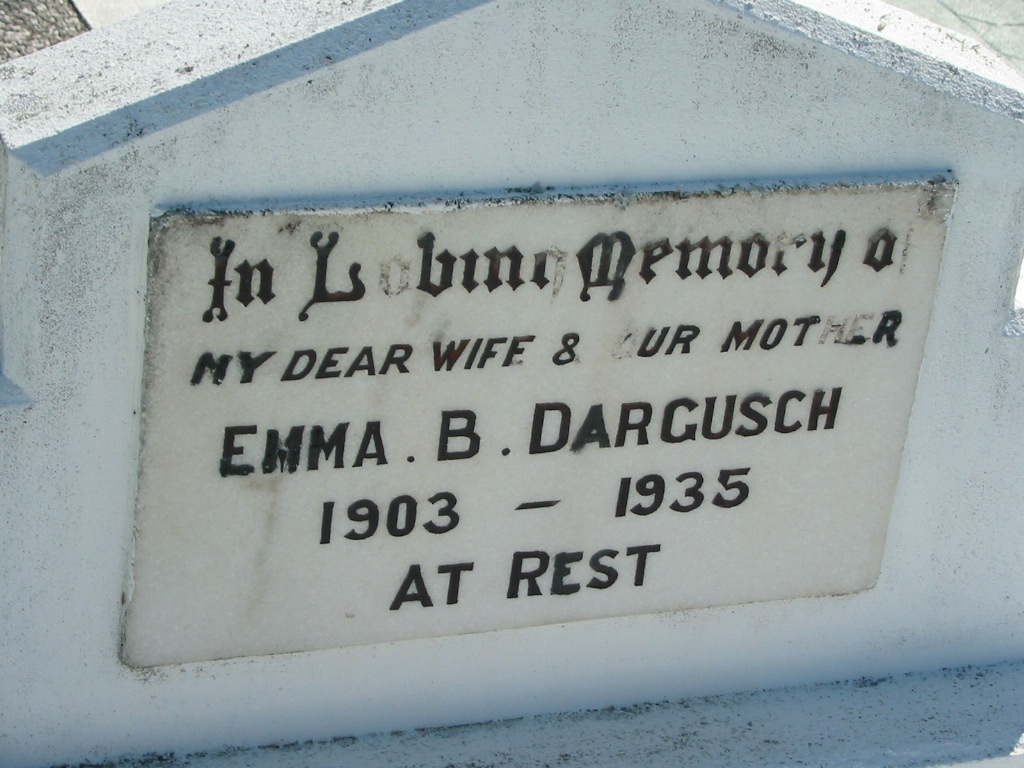 In Loving Memory of
MY DEAR WIFE & OUR MOTHER
EMMA. B. DARGUSCH
1903 – 1935
AT REST